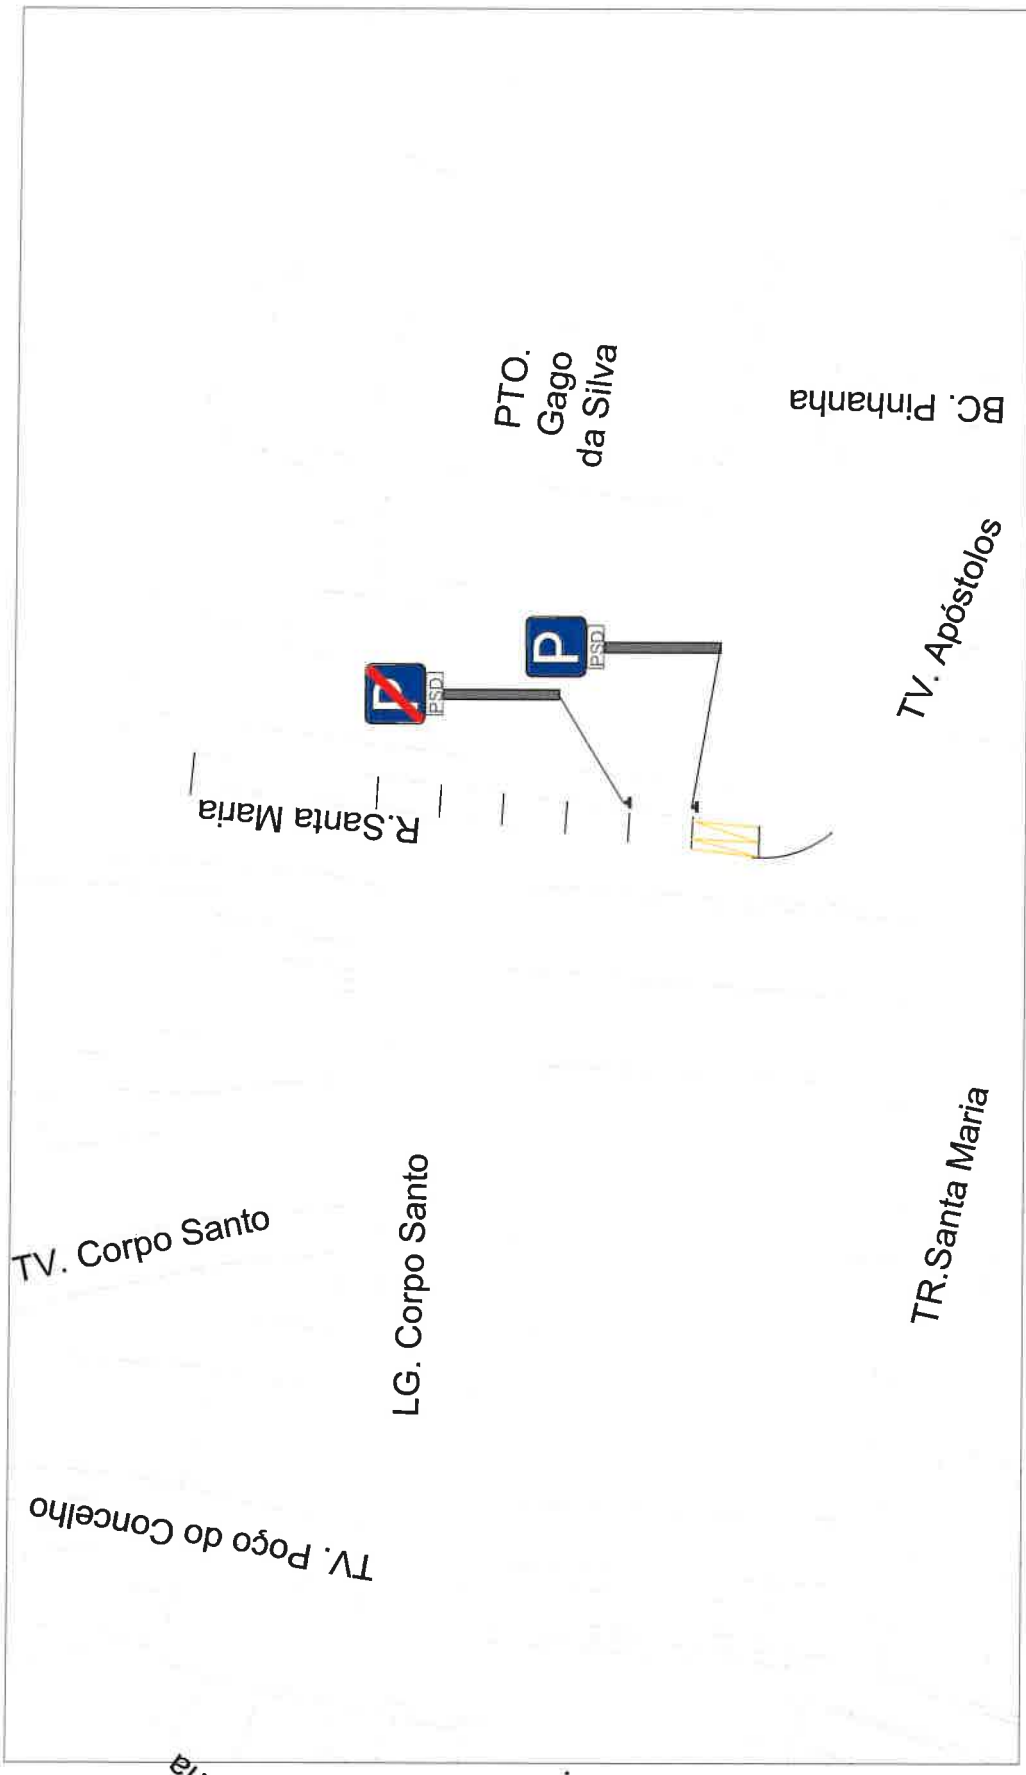 PTO.
Gago
da Silva
BC. Pinhanha
TV. Apóstolos
P
PSD
P
PSD
R.Santa Maria
TV. Corpo Santo
LG. Corpo Santo
TR.Santa Maria
TV. Poço do Concelho